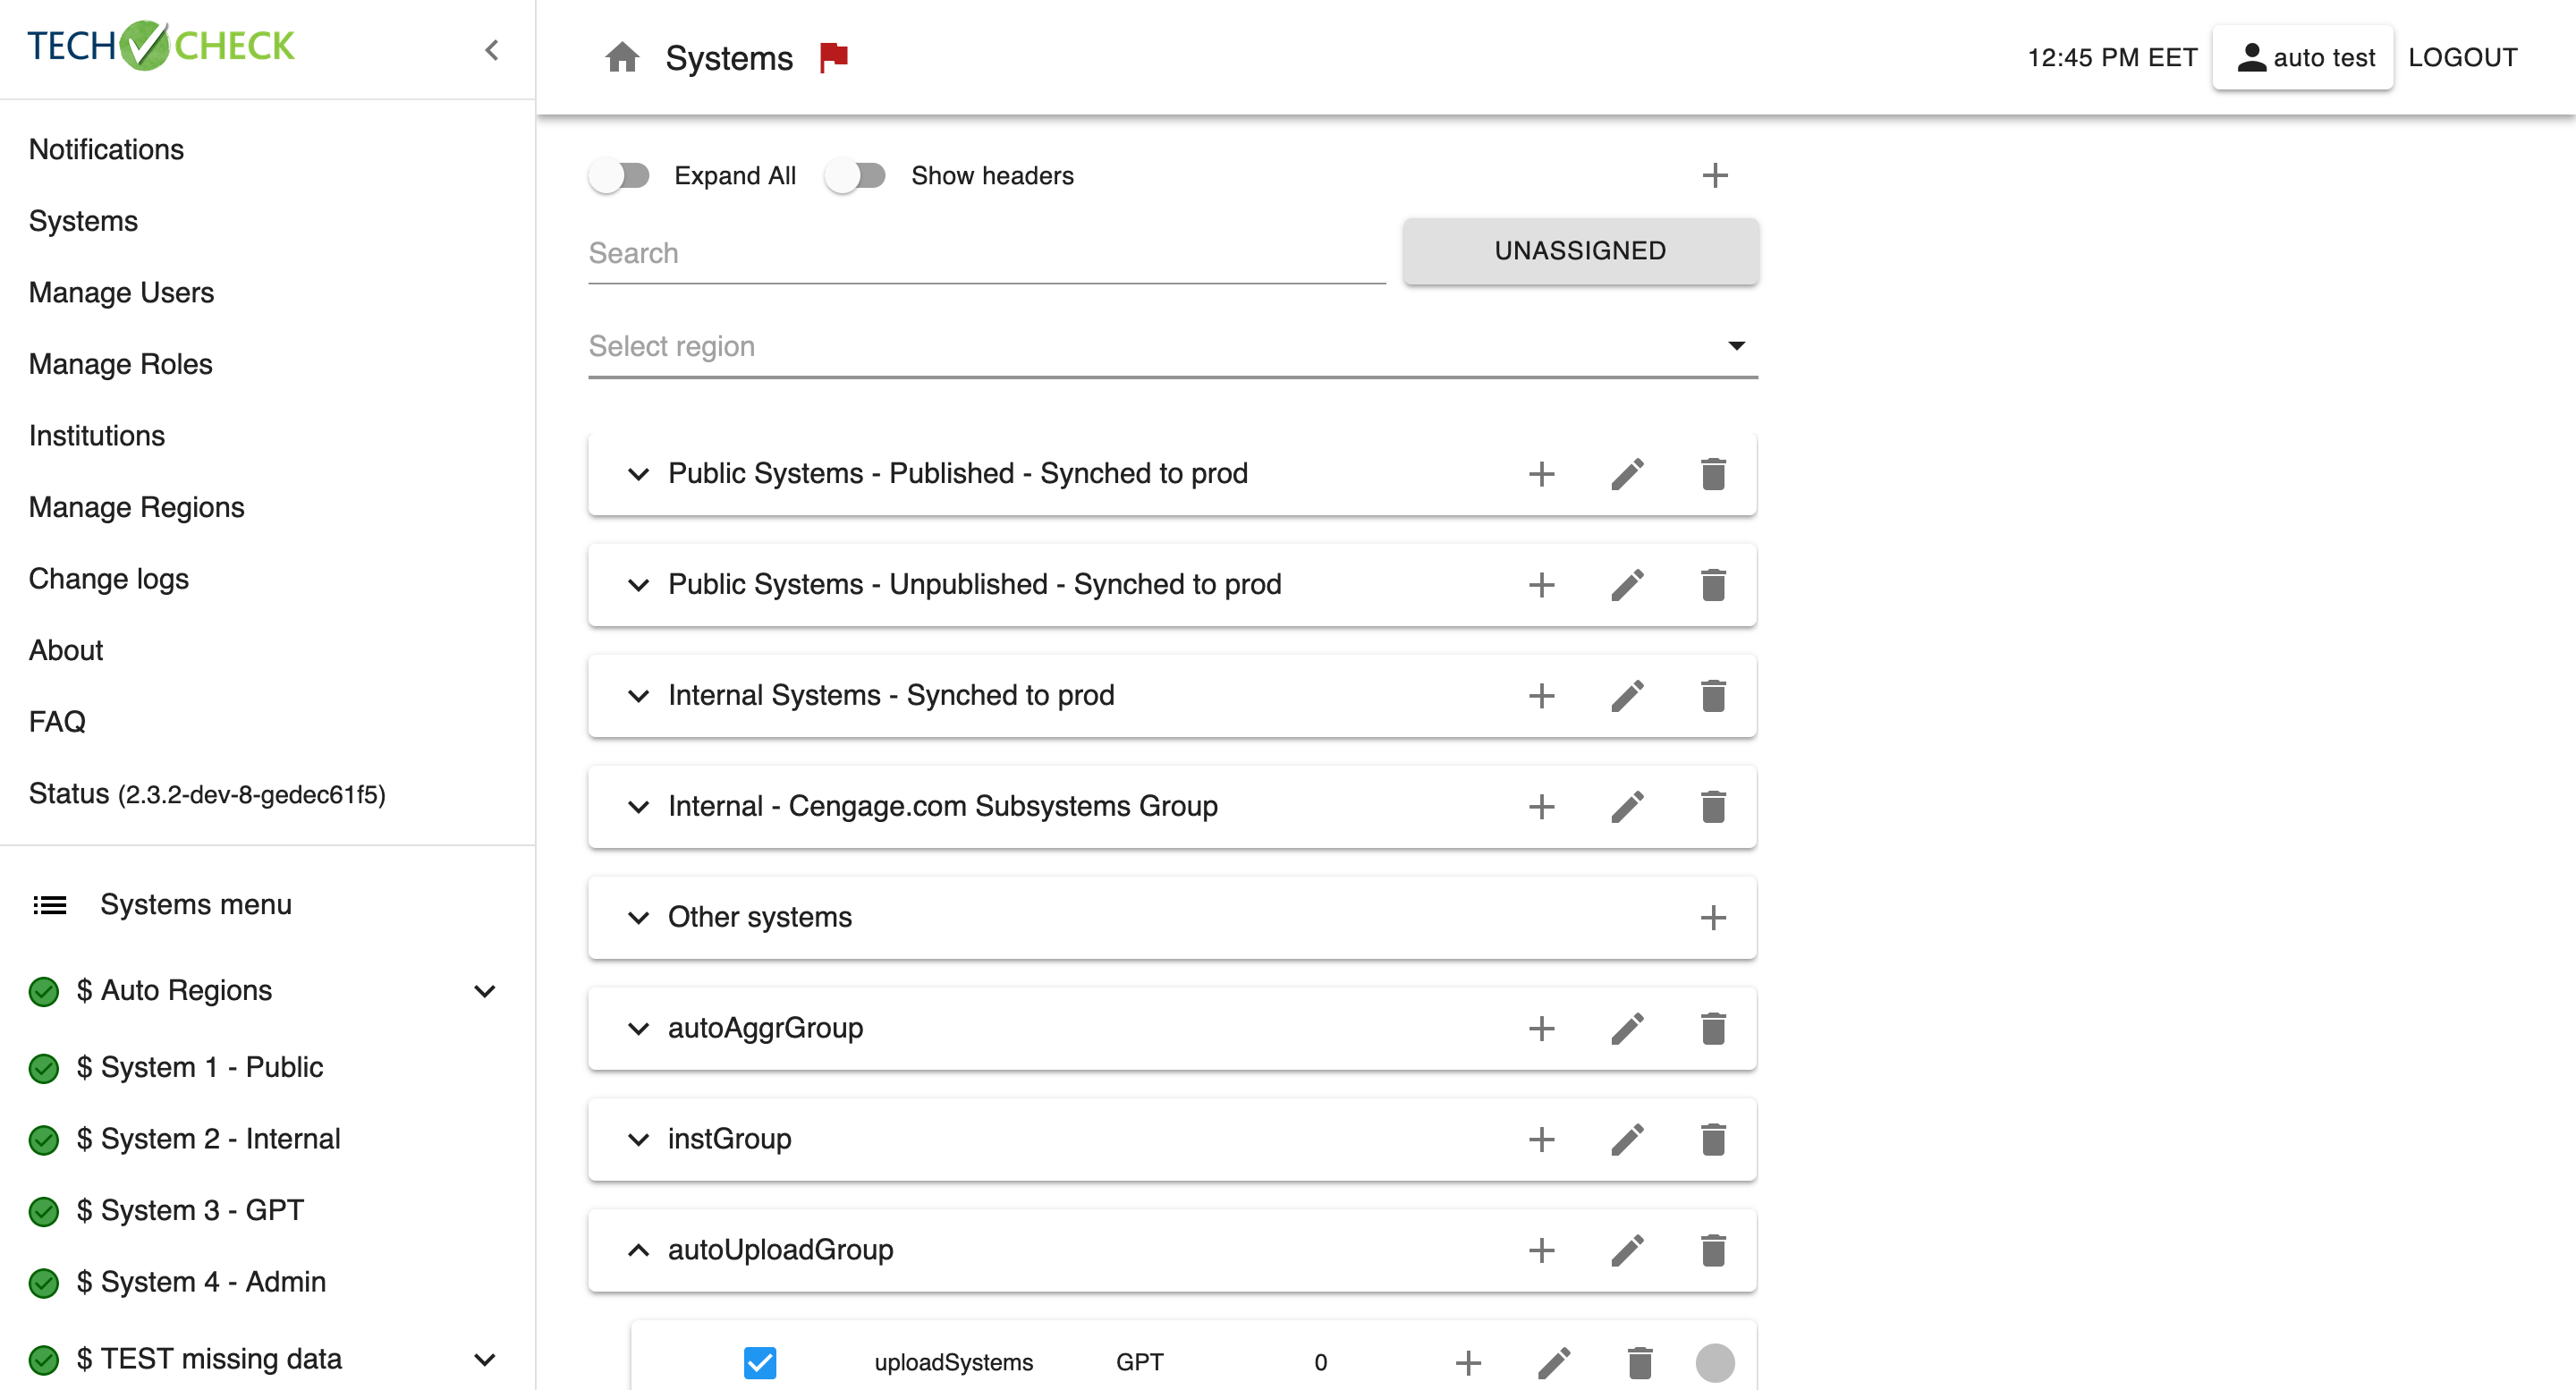 TECH CHECK
Systems
12:45 PM EET
auto test
LOGOUT
Notifications
Systems
Manage Users
Manage Roles
Institutions
Manage Regions
Change logs
About
FAQ
Status (2.3.2-dev-8-gedec61f5)
Systems menu
$ Auto Regions
$ System 1 - Public
$ System 2 - Internal
$ System 3 - GPT
$ System 4 - Admin
$ TEST missing data
Expand All
Show headers
Search
UNASSIGNED
Select region
Public Systems - Published - Synched to prod
Public Systems - Unpublished - Synched to prod
Internal Systems - Synched to prod
Internal - Cengage.com Subsystems Group
Other systems
autoAggrGroup
instGroup
autoUploadGroup
uploadSystems GPT 0